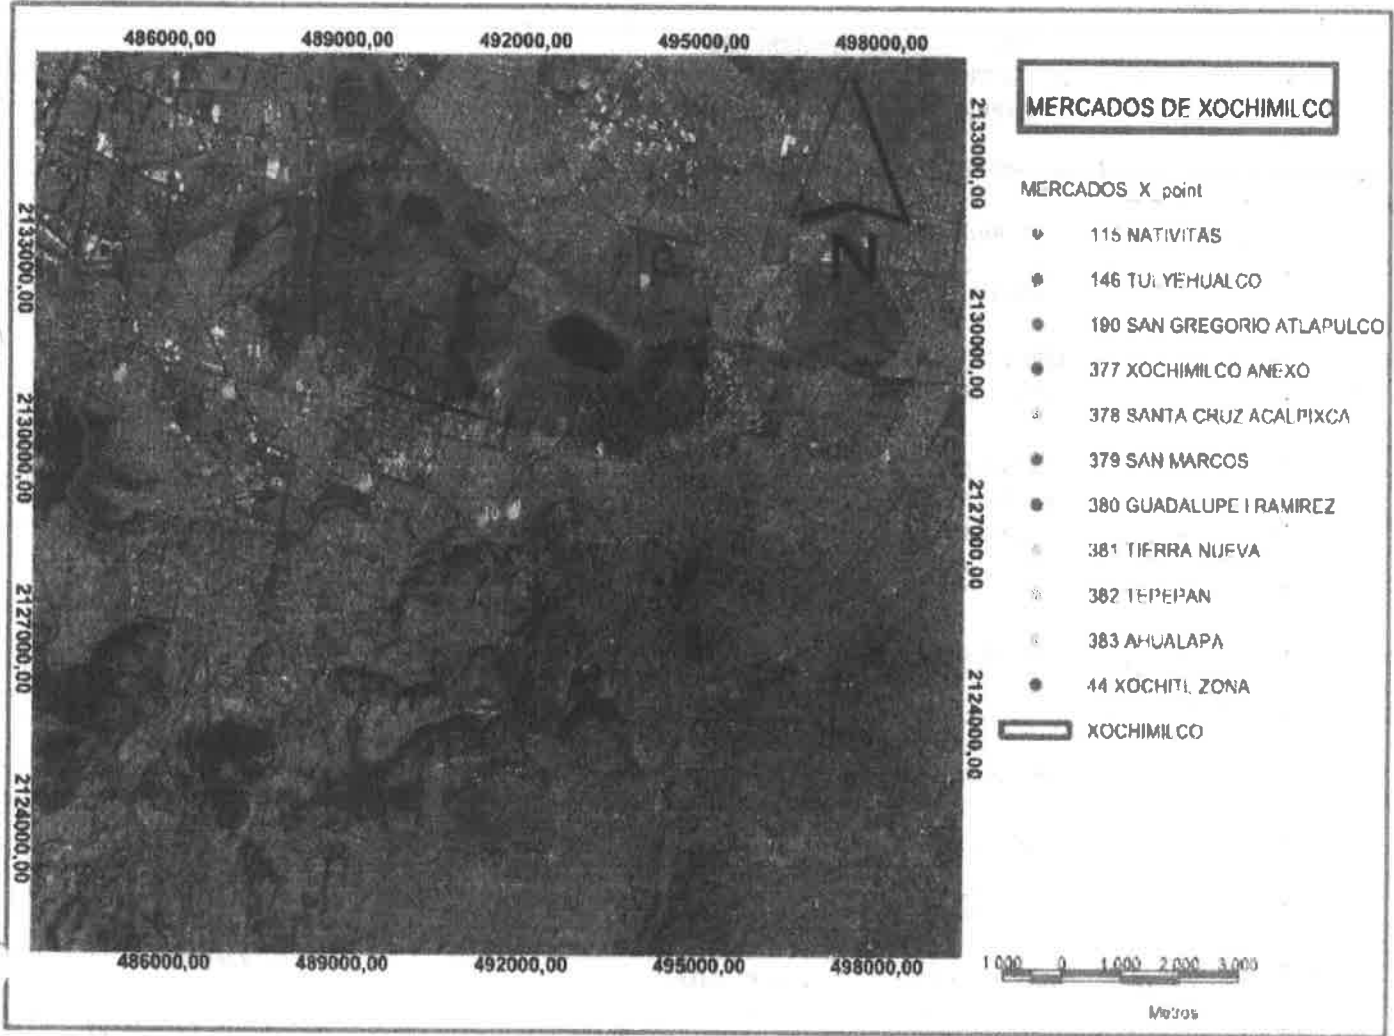 486000,00 489000,00 492000,00 495000,00 498000,00
MERCADOS DE XOCHIMILCO
MERCADOS_X_point
115 NATIVITAS
146 TULYEHUALCO
190 SAN GREGORIO ATLAPULCO
377 XOCHIMILCO ANEXO
378 SANTA CRUZ ACALPIXCA
379 SAN MARCOS
380 GUADALUPE I RAMIREZ
381 TIERRA NUEVA
382 TEPEPAN
383 AHUALAPA
44 XOCHITL ZONA
XOCHIMILCO
2133000,00
2130000,00
2127000,00
2124000,00
N
2133000,00
2130000,00
2127000,00
2124000,00
486000,00 489000,00 492000,00 495000,00 498000,00
1.000 0 1.000 2.000 3.000
Metros